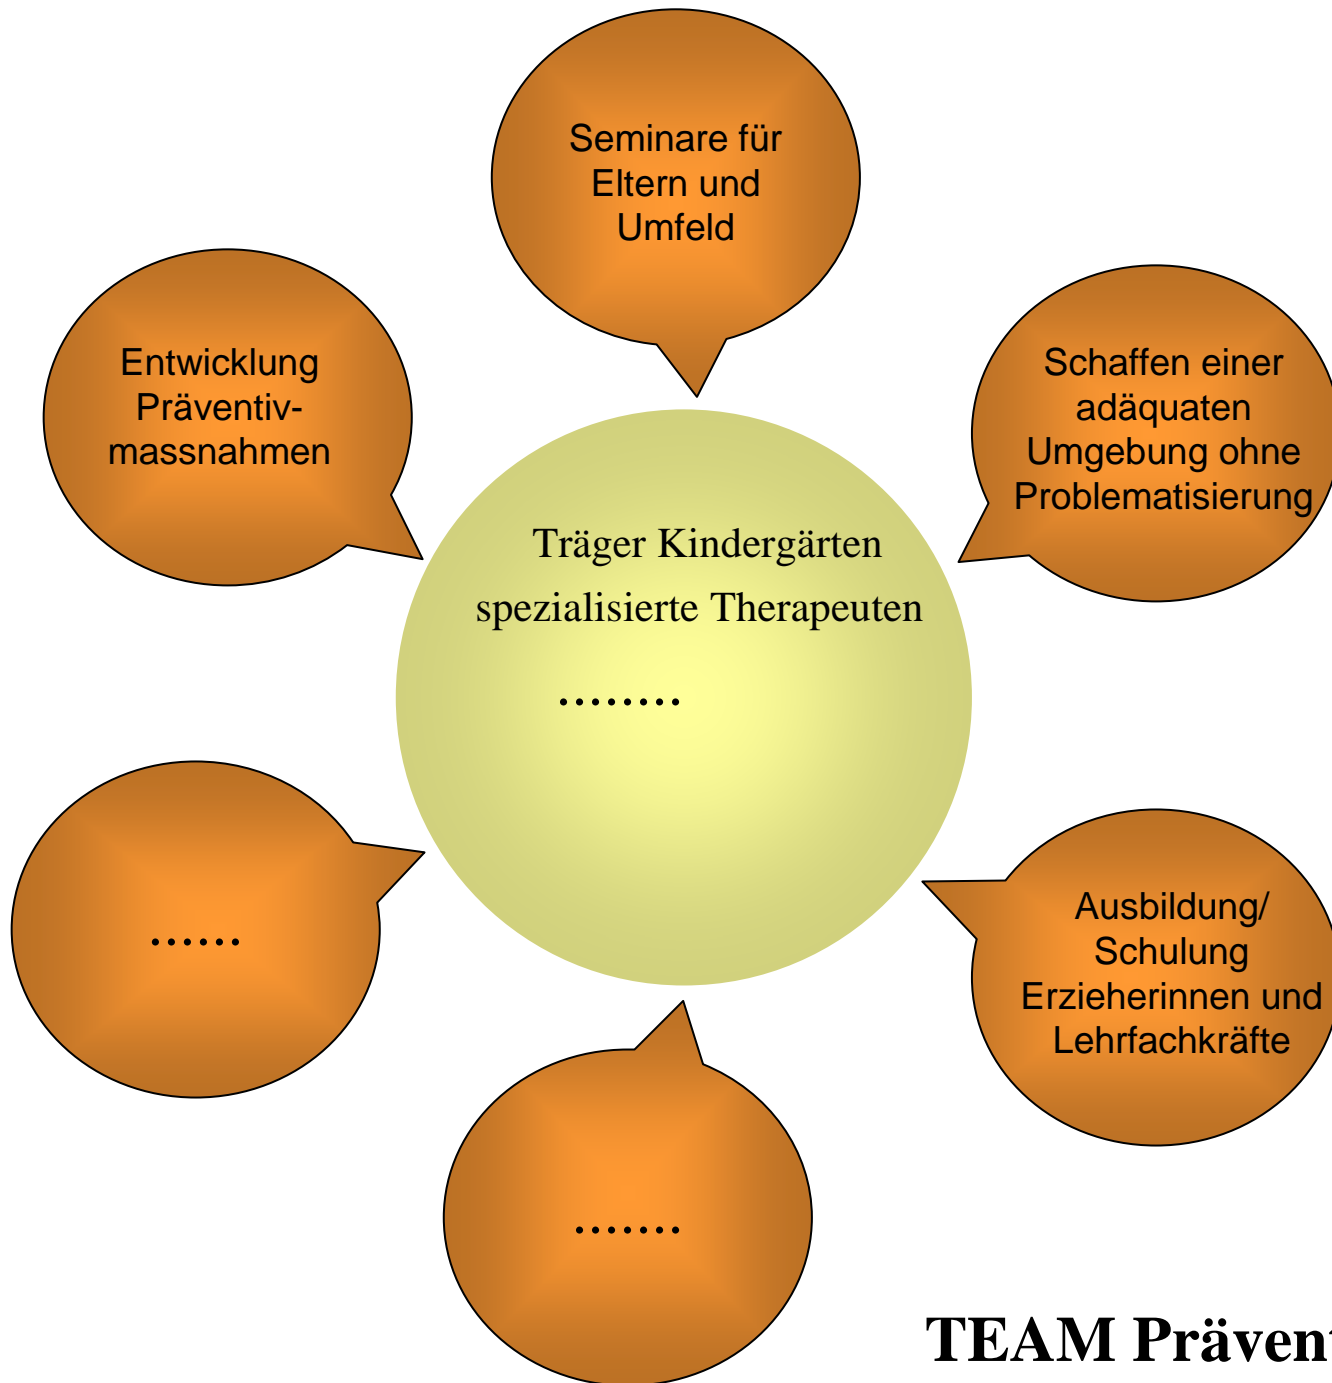 Seminare für
Eltern und
Umfeld
Entwicklung
Präventiv-
massnahmen
Schaffen einer
adäquaten
Umgebung ohne
Problematisierung
Träger Kindergärten
spezialisierte Therapeuten
........
......
Ausbildung/
Schulung
Erzieherinnen und
Lehrfachkräfte
.......
TEAM